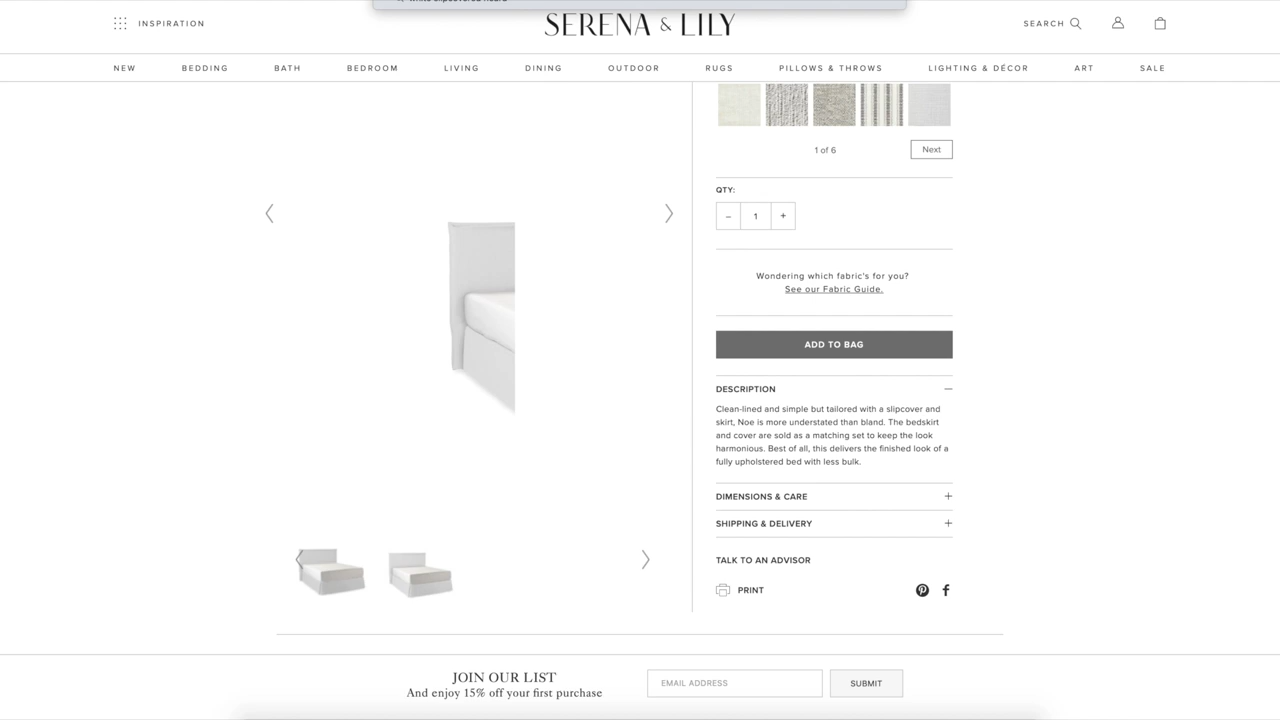 INSPIRATION
SERENA & LILY
SEARCH
NEW BEDDING BATH BEDROOM LIVING DINING OUTDOOR RUGS PILLOWS & THROWS LIGHTING & DÉCOR ART SALE
1 of 6
Next
QTY:
– 1 +
Wondering which fabric's for you?
See our Fabric Guide.
ADD TO BAG
DESCRIPTION
Clean-lined and simple but tailored with a slipcover and
skirt, Noe is more understated than bland. The bedskirt
and cover are sold as a matching set to keep the look
harmonious. Best of all, this delivers the finished look of a
fully upholstered bed with less bulk.
DIMENSIONS & CARE
SHIPPING & DELIVERY
TALK TO AN ADVISOR
PRINT
JOIN OUR LIST
And enjoy 15% off your first purchase
EMAIL ADDRESS
SUBMIT